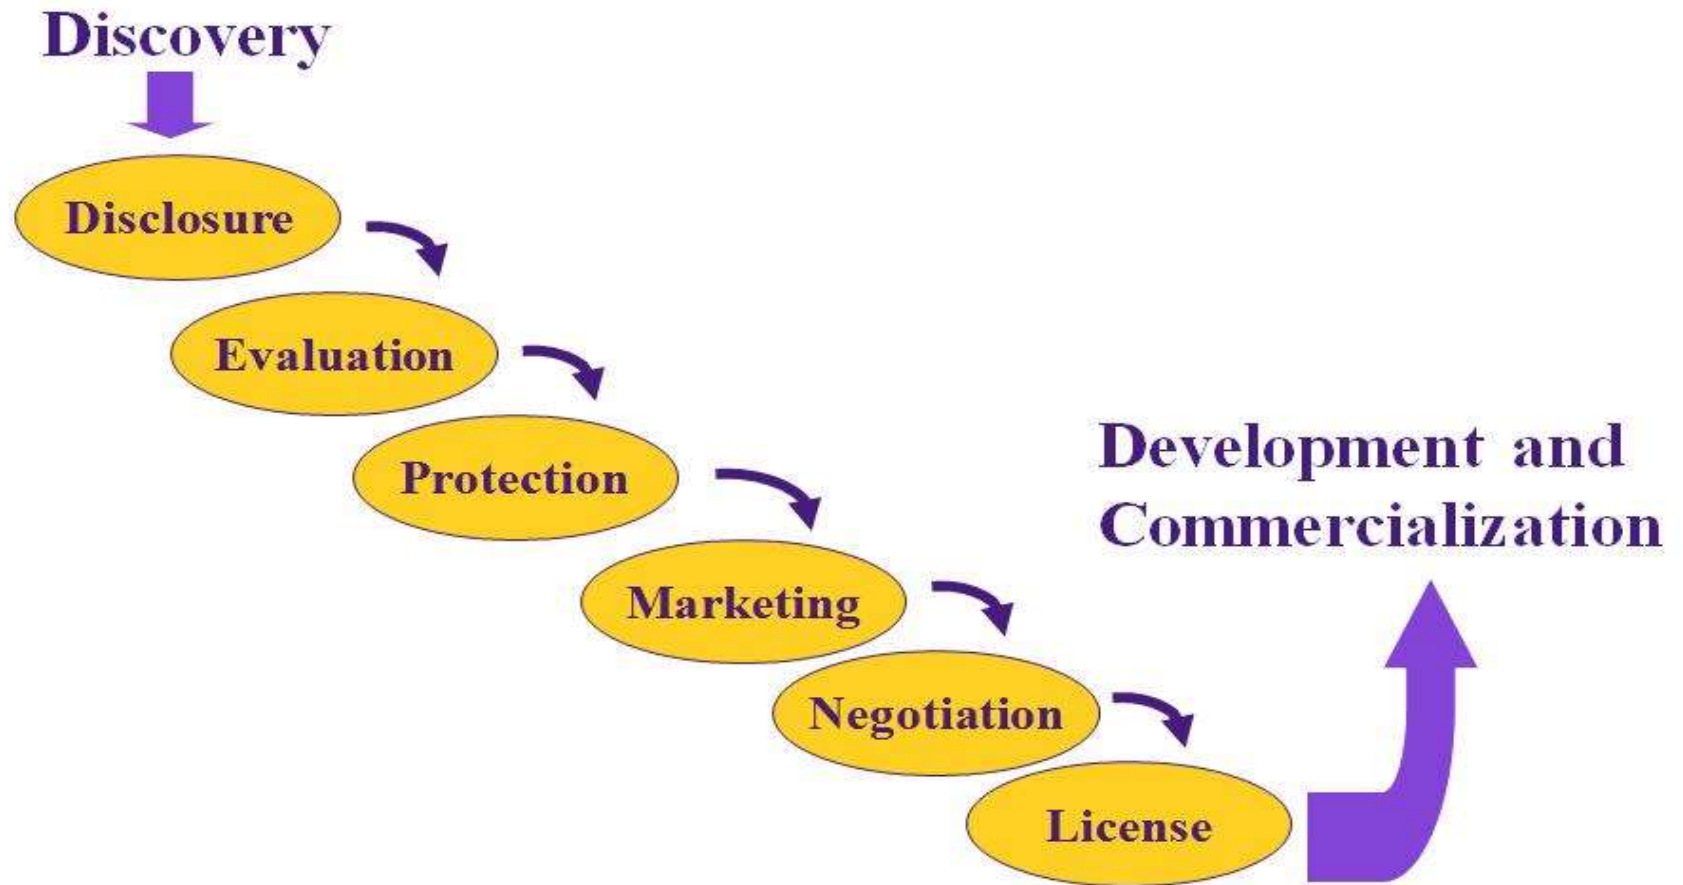 Discovery
Disclosure
Evaluation
Protection
Marketing
Negotiation
License
Development and
Commercialization